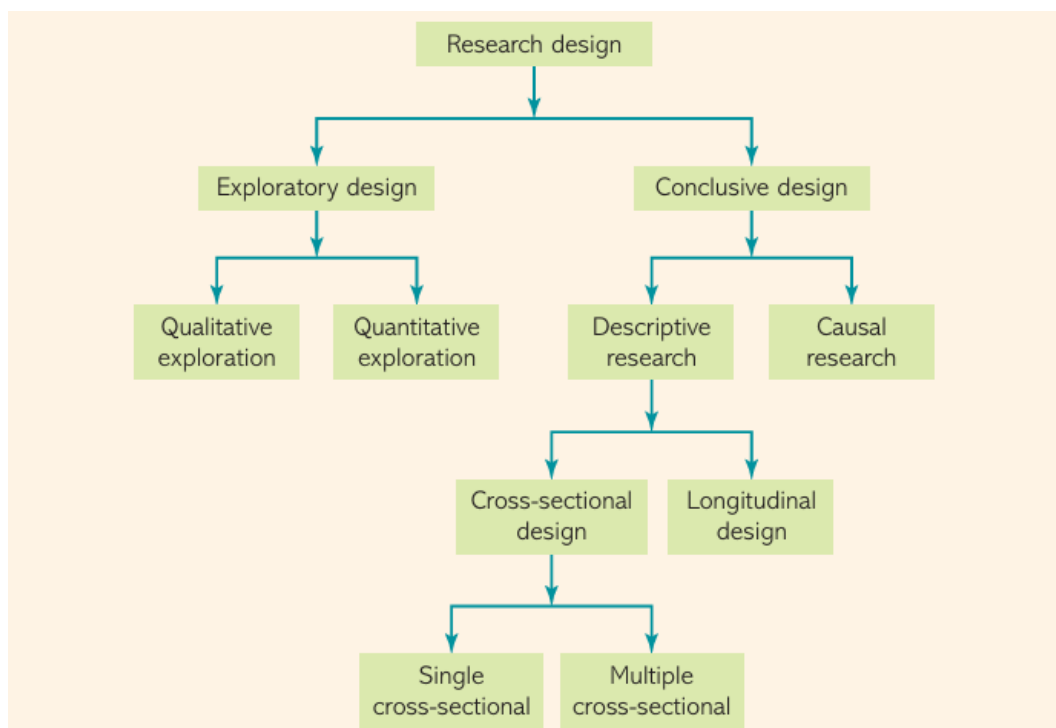 Research design
Exploratory design
Conclusive design
Qualitative
exploration
Quantitative
exploration
Descriptive
research
Causal
research
Cross-sectional
design
Longitudinal
design
Single
cross-sectional
Multiple
cross-sectional